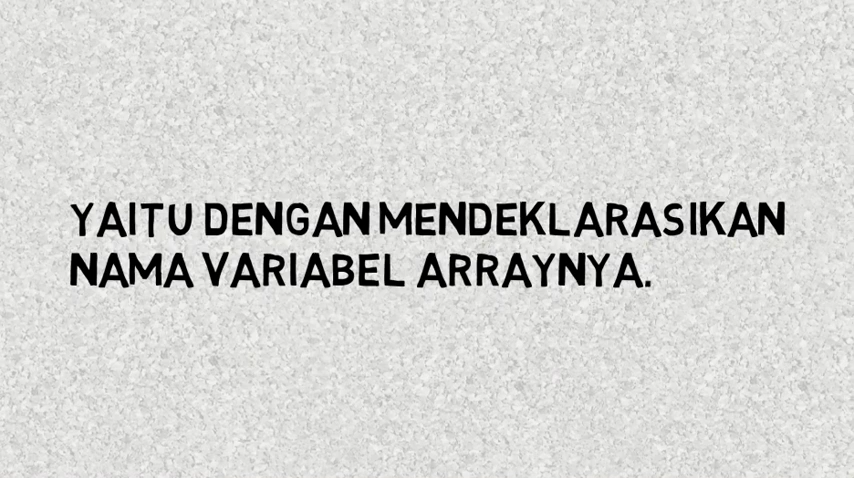 YAITU DENGAN MENDEKLARASIKAN
NAMA VARIABEL ARRAYNYA.